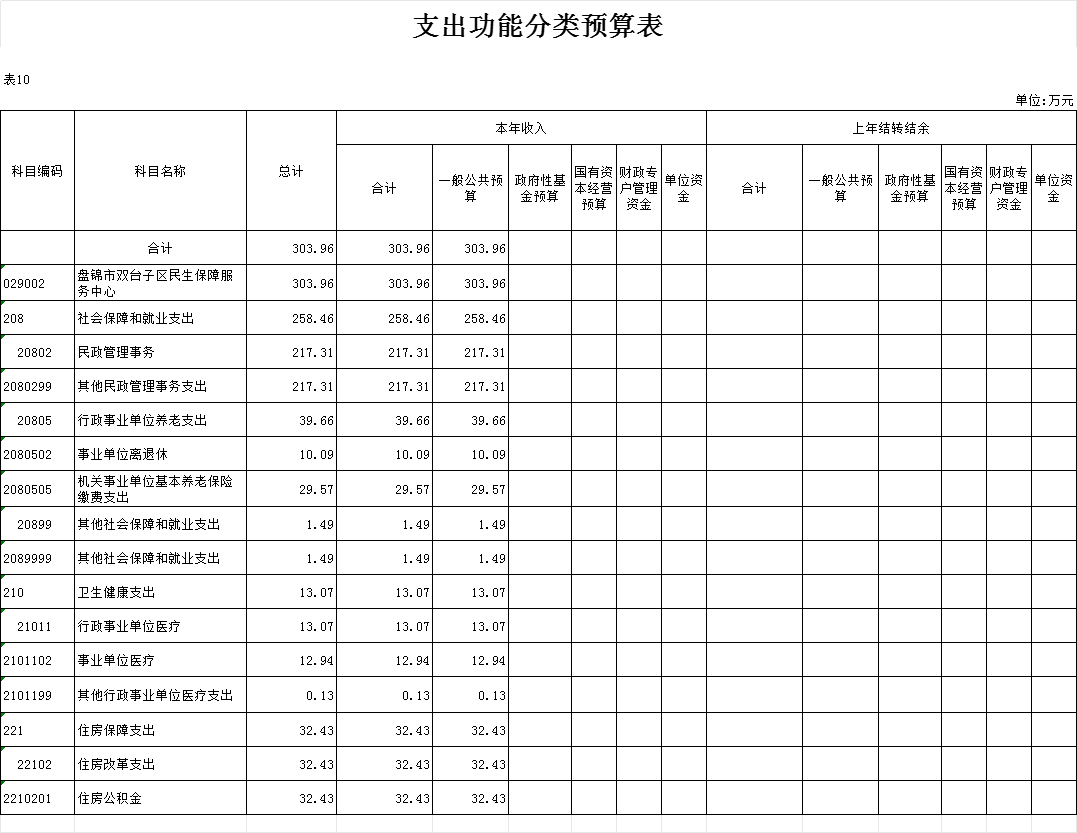 支出功能分类预算表
表10
单位:万元
科目编码 科目名称 总计 本年收入 上年结转结余
合计 一般公共预算 政府性基金预算 国有资本经营预算 财政专户管理资金 单位资金 合计 一般公共预算 政府性基金预算 国有资本经营预算 财政专户管理资金 单位资金
合计 303.96 303.96 303.96
029002 盘锦市双台子区民生保障服务中心 303.96 303.96 303.96
208 社会保障和就业支出 258.46 258.46 258.46
20802 民政管理事务 217.31 217.31 217.31
2080299 其他民政管理事务支出 217.31 217.31 217.31
20805 行政事业单位养老支出 39.66 39.66 39.66
2080502 事业单位离退休 10.09 10.09 10.09
2080505 机关事业单位基本养老保险缴费支出 29.57 29.57 29.57
20899 其他社会保障和就业支出 1.49 1.49 1.49
2089999 其他社会保障和就业支出 1.49 1.49 1.49
210 卫生健康支出 13.07 13.07 13.07
21011 行政事业单位医疗 13.07 13.07 13.07
2101102 事业单位医疗 12.94 12.94 12.94
2101199 其他行政事业单位医疗支出 0.13 0.13 0.13
221 住房保障支出 32.43 32.43 32.43
22102 住房改革支出 32.43 32.43 32.43
2210201 住房公积金 32.43 32.43 32.43